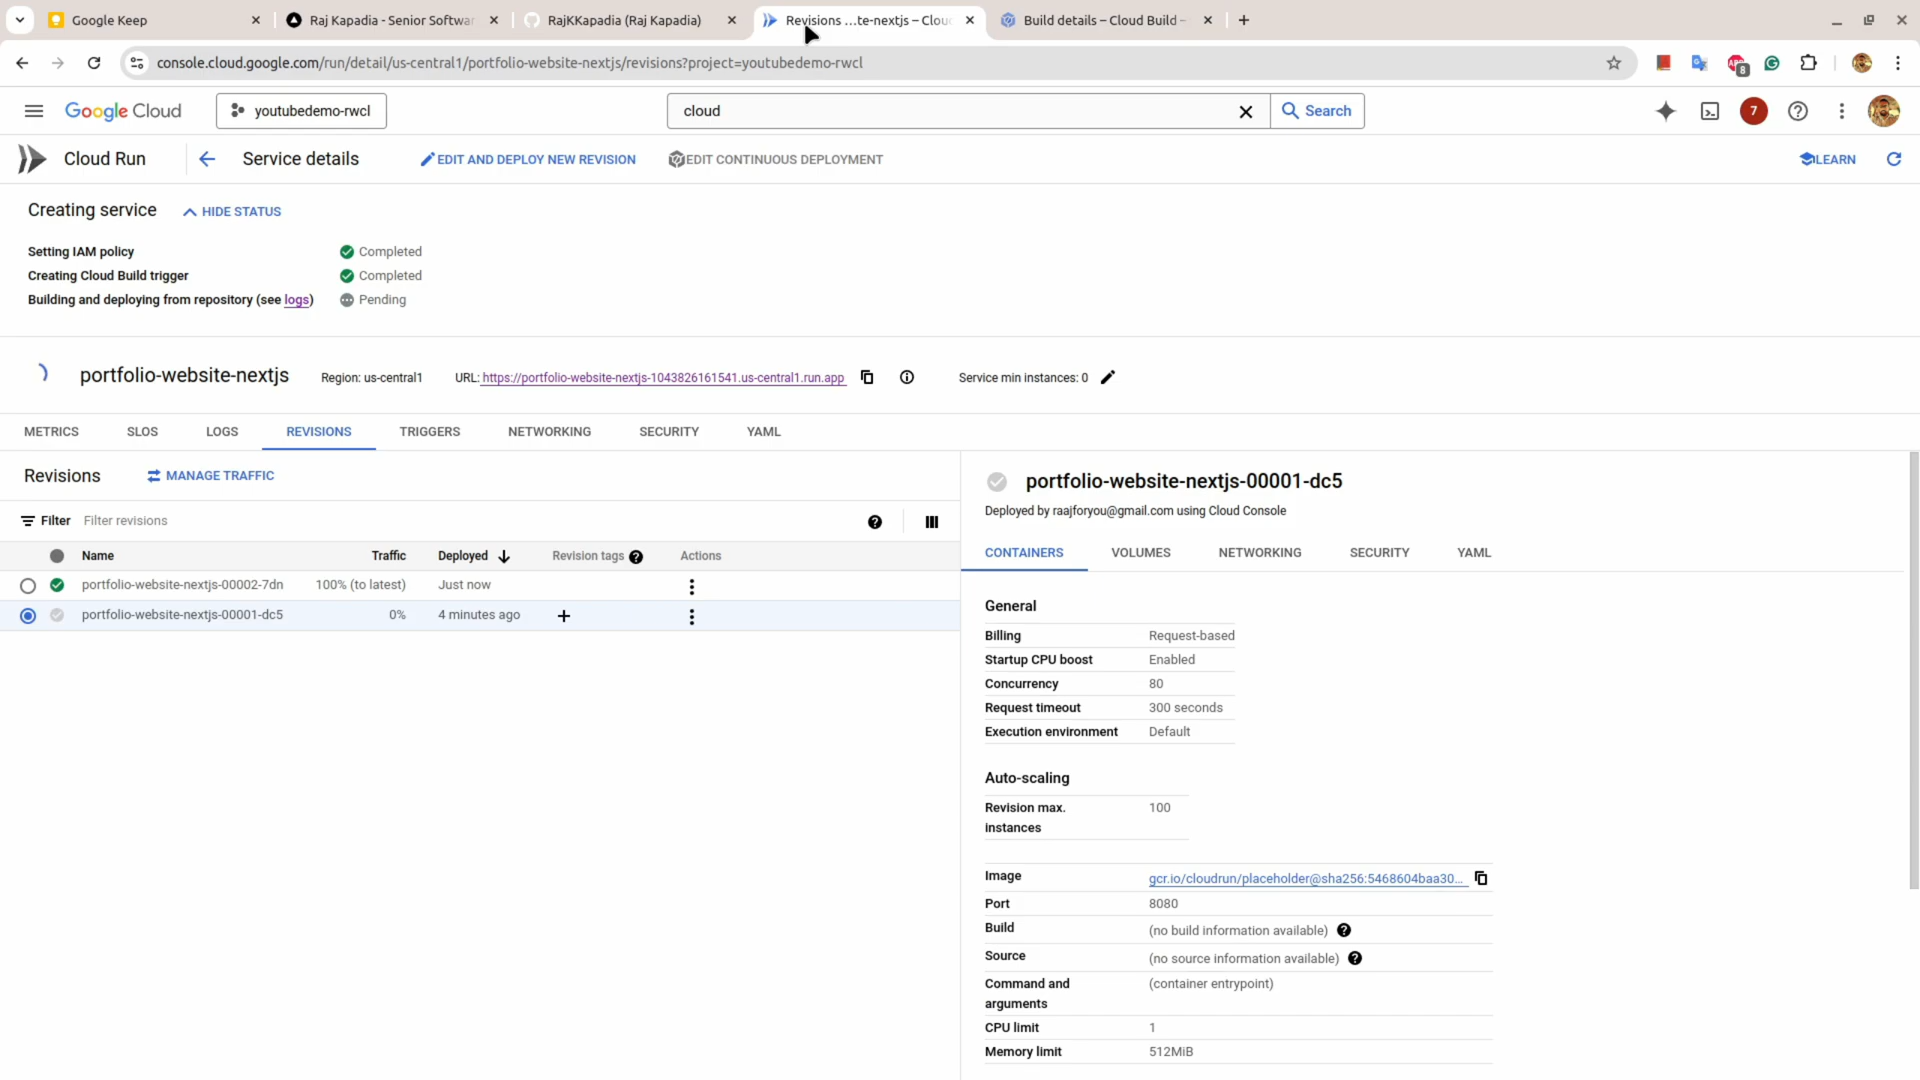 Google Keep
Raj Kapadia - Senior Softwar
RajKKapadia (Raj Kapadia)
Revisions ...te-nextjs – Clou
Build details – Cloud Build –
console.cloud.google.com/run/detail/us-central1/portfolio-website-nextjs/revisions?project=youtubedemo-rwcl
8
Google Cloud
youtubedemo-rwcl
cloud
Search
7
Cloud Run
Service details
EDIT AND DEPLOY NEW REVISION
EDIT CONTINUOUS DEPLOYMENT
LEARN
Creating service
HIDE STATUS
Setting IAM policy Completed
Creating Cloud Build trigger Completed
Building and deploying from repository (see logs) Pending
portfolio-website-nextjs
Region: us-central1
URL: https://portfolio-website-nextjs-1043826161541.us-central1.run.app
Service min instances: 0
METRICS SLOS LOGS REVISIONS TRIGGERS NETWORKING SECURITY YAML
Revisions
MANAGE TRAFFIC
Filter Filter revisions
Name Traffic Deployed Revision tags Actions
portfolio-website-nextjs-00002-7dn 100% (to latest) Just now
portfolio-website-nextjs-00001-dc5 0% 4 minutes ago
portfolio-website-nextjs-00001-dc5
Deployed by raajforyou@gmail.com using Cloud Console
CONTAINERS VOLUMES NETWORKING SECURITY YAML
General
Billing Request-based
Startup CPU boost Enabled
Concurrency 80
Request timeout 300 seconds
Execution environment Default
Auto-scaling
Revision max. 100
instances
Image gcr.io/cloudrun/placeholder@sha256:5468604baa30...
Port 8080
Build (no build information available)
Source (no source information available)
Command and (container entrypoint)
arguments
CPU limit 1
Memory limit 512MiB